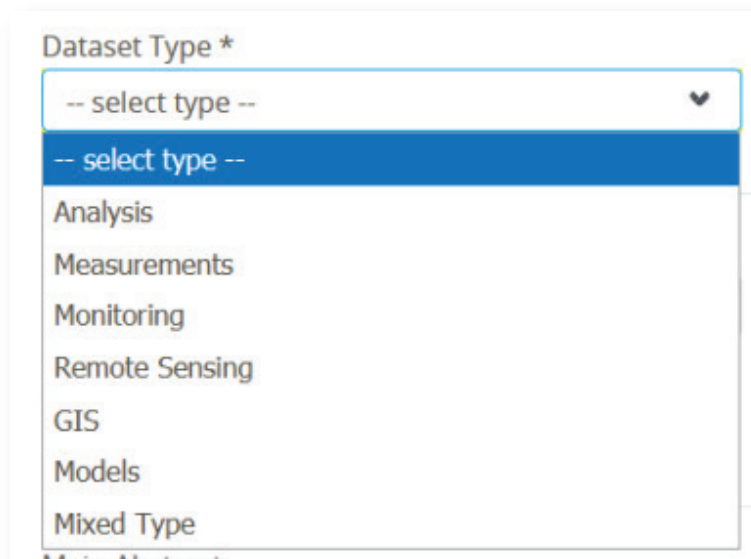 Dataset Type *
-- select type --
-- select type --
Analysis
Measurements
Monitoring
Remote Sensing
GIS
Models
Mixed Type